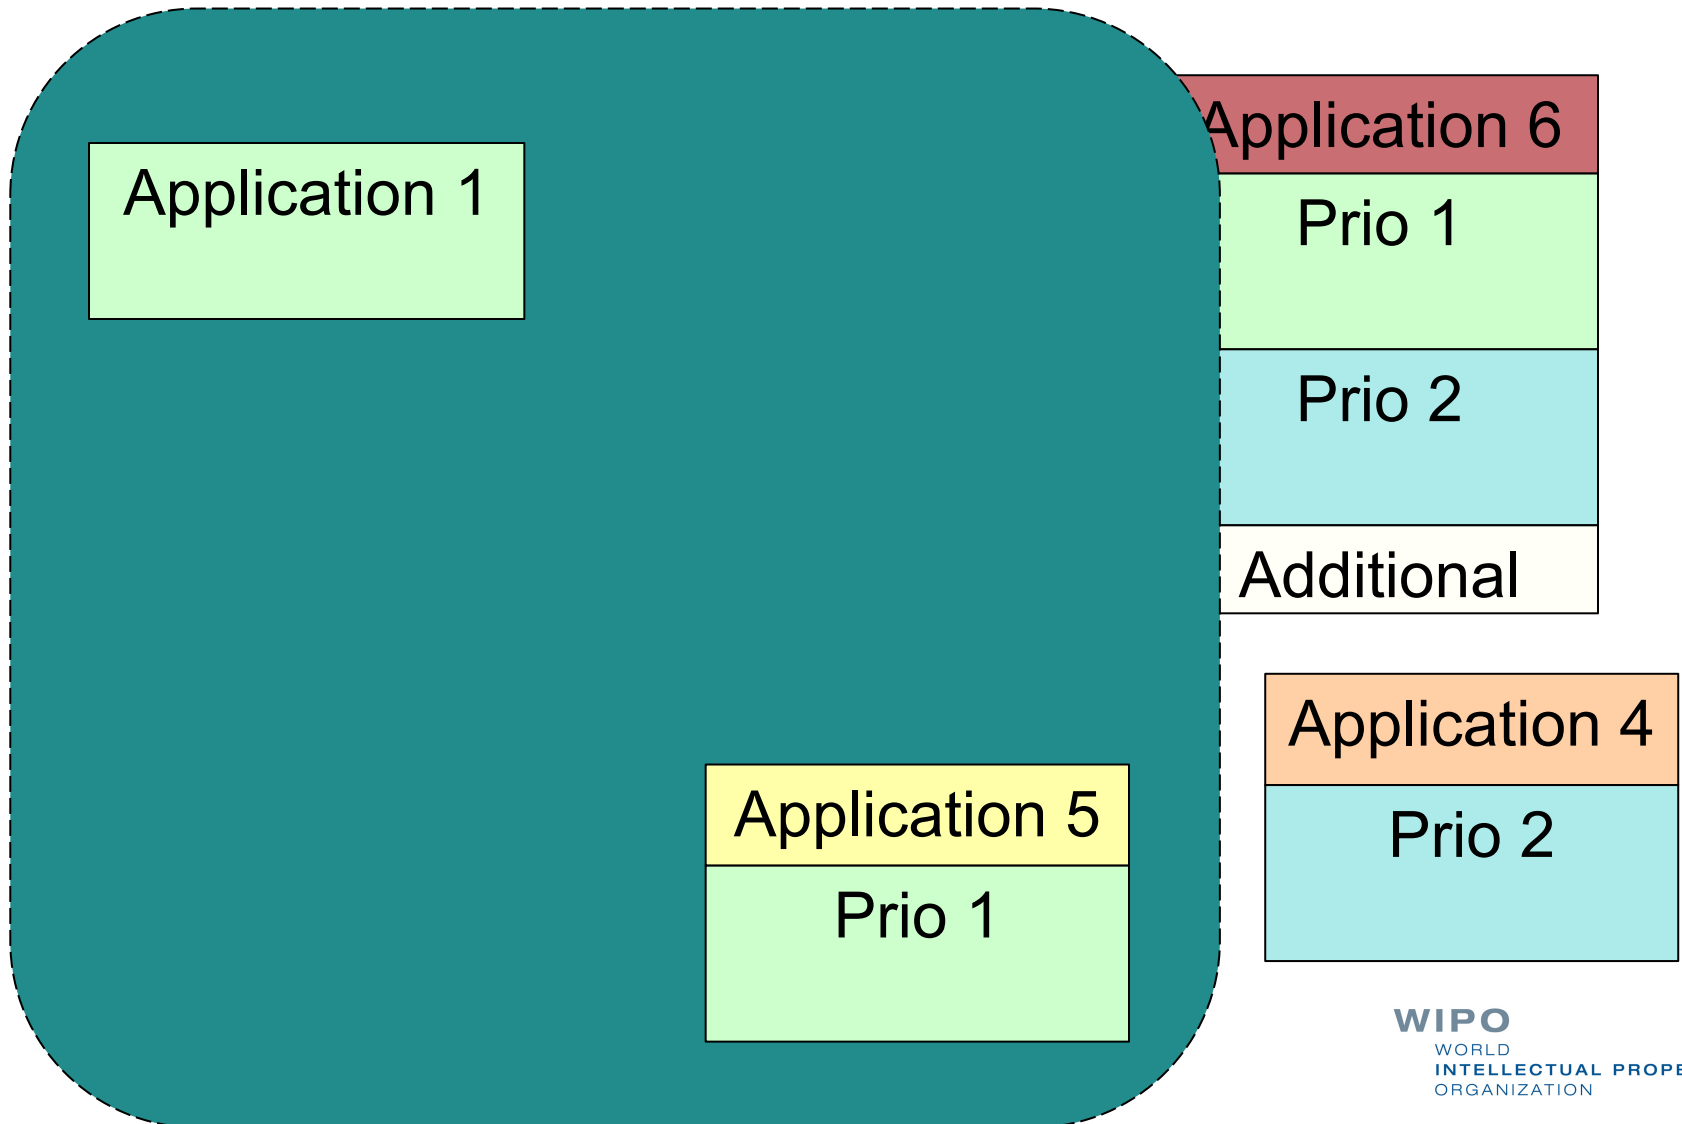 Application 6
Application 1
Prio 1
Prio 2
Additional
Application 4
Application 5
Prio 2
Prio 1
WIPO
WORLD
INTELLECTUAL
ORGANIZATION